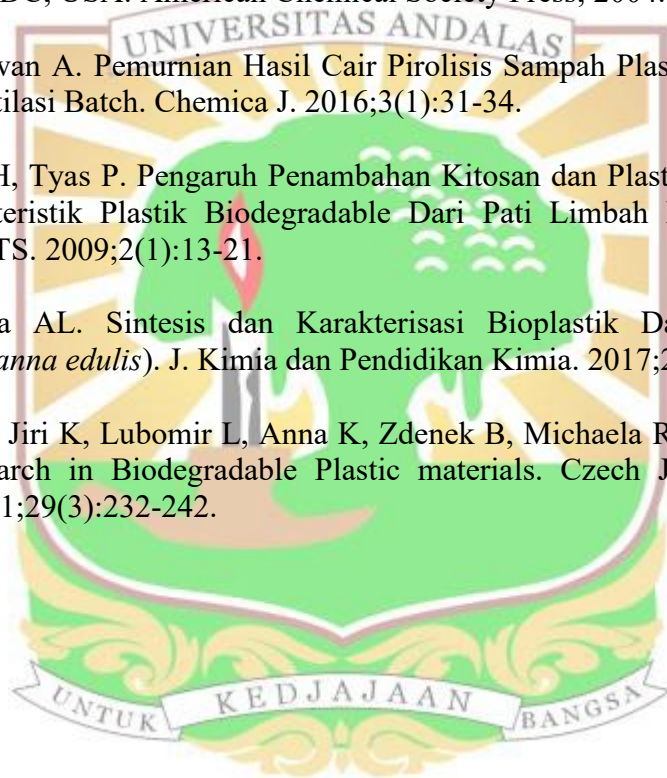 DC, USA: American Chemical Society Press; 2004.
UNIVERSITAS ANDALAS
van A. Pemurnian Hasil Cair Pirolisis Sampah Plas
tilasi Batch. Chemica J. 2016;3(1):31-34.
H, Tyas P. Pengaruh Penambahan Kitosan dan Plast
teristik Plastik Biodegradable Dari Pati Limbah
TS. 2009;2(1):13-21.
a AL. Sintesis dan Karakterisasi Bioplastik Da
anna edulis). J. Kimia dan Pendidikan Kimia. 2017;2
Jiri K, Lubomir L, Anna K, Zdenek B, Michaela R
arch in Biodegradable Plastic materials. Czech J
1;29(3):232-242.
UNTUK KEDJAJAAN BANGSA